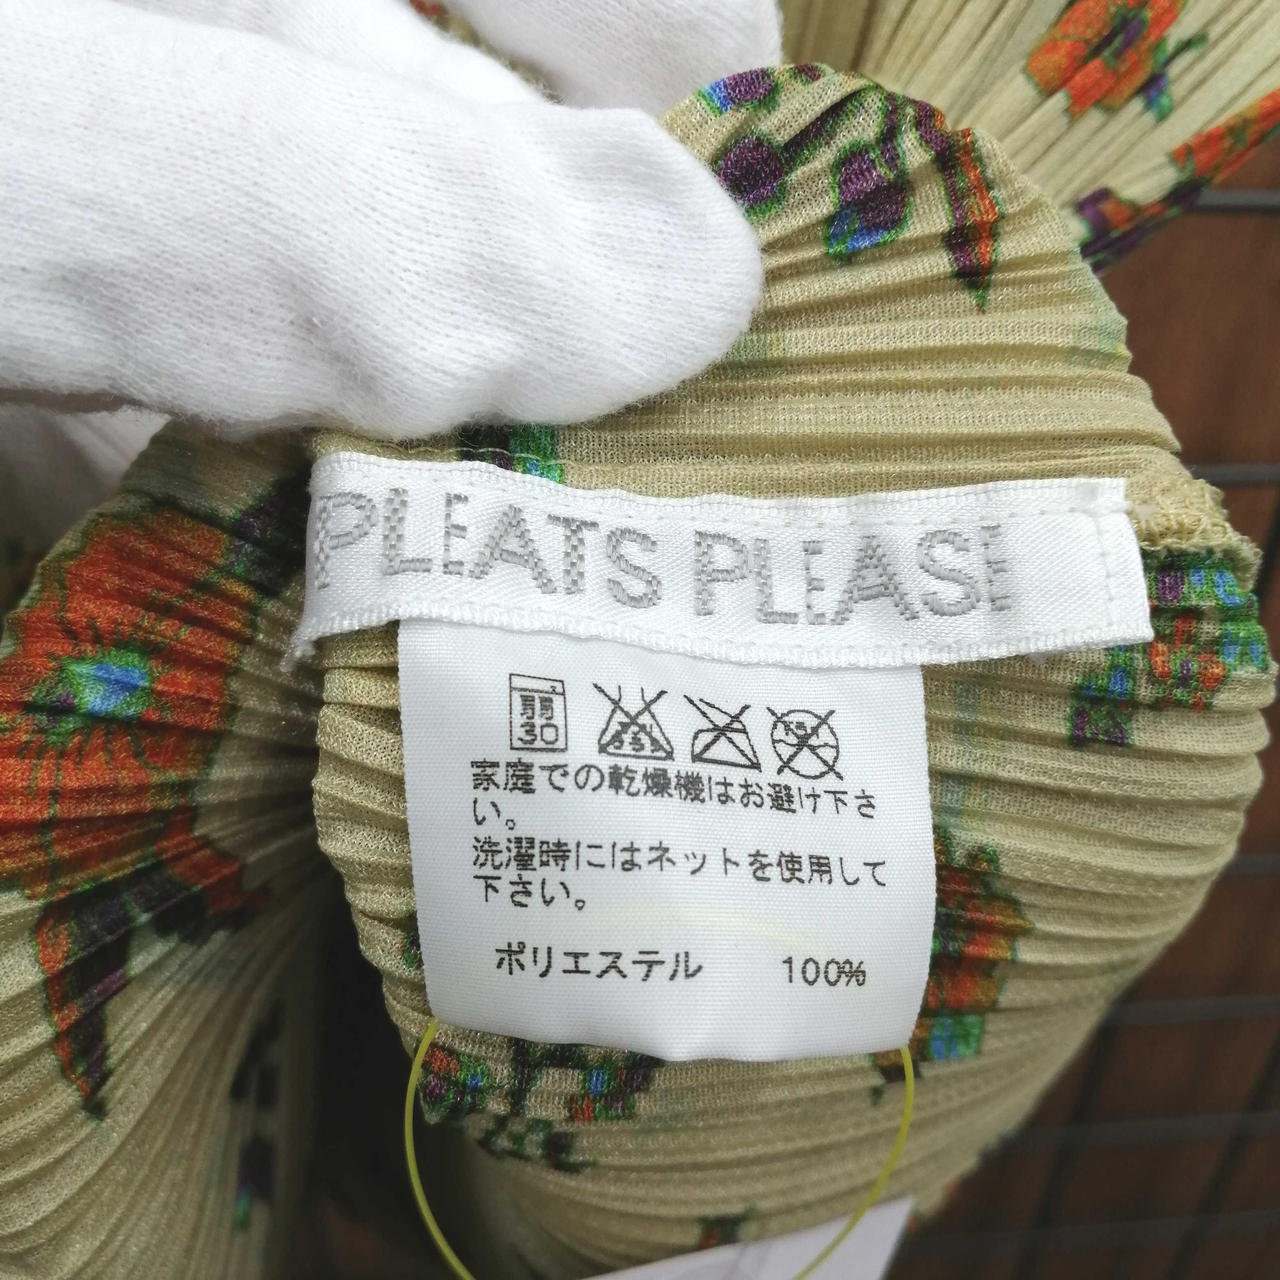 PLEATS PLEASE
弱
30
家庭での乾燥機はお避け下さ
い。
洗濯時にはネットを使用して
下さい。
ポリエステル 100%